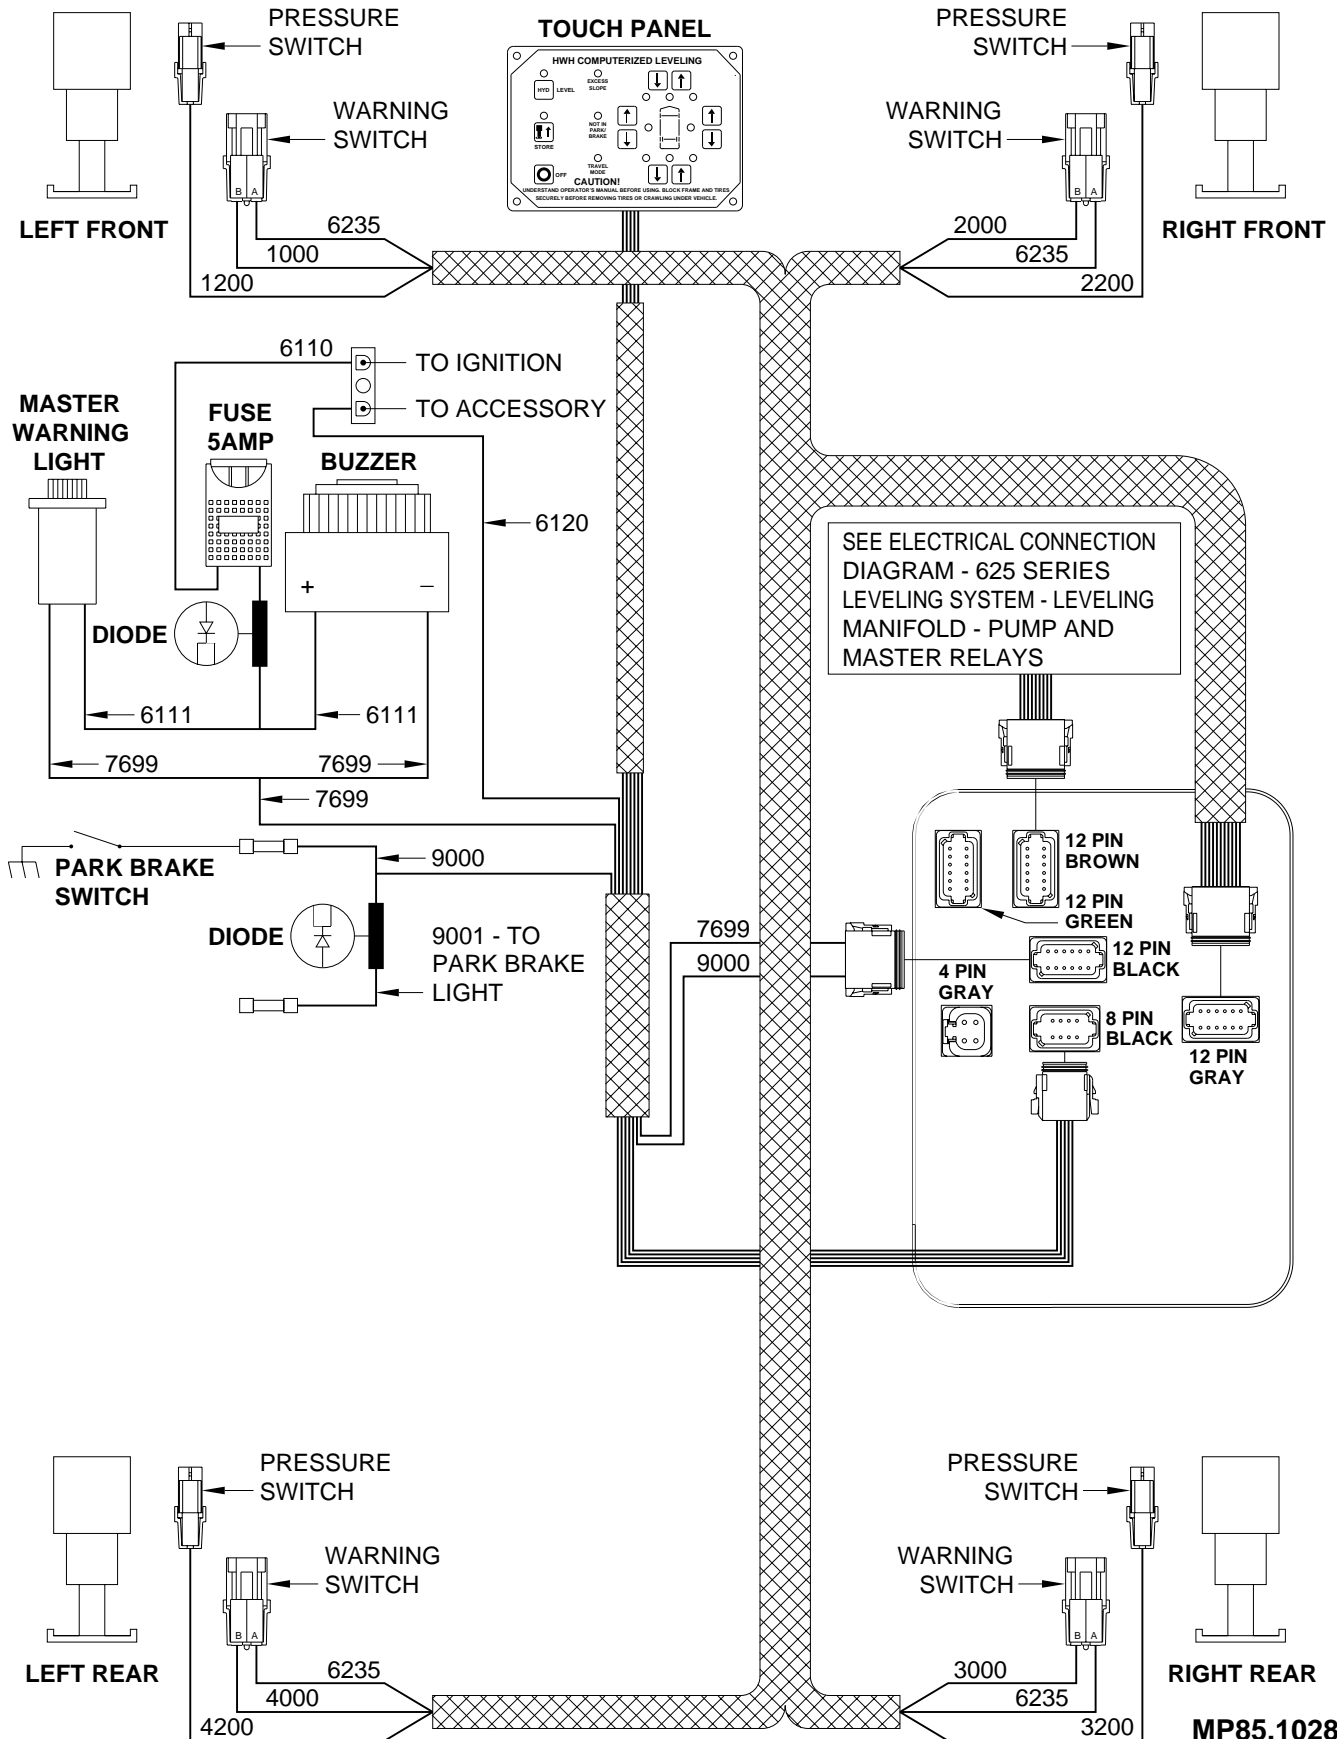 PRESSURE
SWITCH
WARNING
SWITCH
B A
LEFT FRONT
6235
1000
1200
TOUCH PANEL
HWH COMPUTERIZED LEVELING
HYD
LEVEL
EXCESS
SLOPE
STORE
NOT IN
PARK/
BRAKE
OFF
TRAVEL
MODE
CAUTION!
UNDERSTAND OPERATOR'S MANUAL BEFORE USING. BLOCK FRAME AND TIRES
SECURELY BEFORE REMOVING TIRES OR CRAWLING UNDER VEHICLE.
PRESSURE
SWITCH
WARNING
SWITCH
B A
RIGHT FRONT
2000
6235
2200
6110
TO IGNITION
TO ACCESSORY
MASTER
WARNING
LIGHT
FUSE
5AMP
BUZZER
+
−
6120
DIODE
6111
6111
7699
7699
7699
PARK BRAKE
SWITCH
9000
DIODE
9001 - TO
PARK BRAKE
LIGHT
SEE ELECTRICAL CONNECTION
DIAGRAM - 625 SERIES
LEVELING SYSTEM - LEVELING
MANIFOLD - PUMP AND
MASTER RELAYS
12 PIN
BROWN
12 PIN
GREEN
7699
9000
12 PIN
BLACK
4 PIN
GRAY
8 PIN
BLACK
12 PIN
GRAY
PRESSURE
SWITCH
WARNING
SWITCH
B A
LEFT REAR
6235
4000
4200
PRESSURE
SWITCH
WARNING
SWITCH
B A
RIGHT REAR
3000
6235
3200
MP85.1028